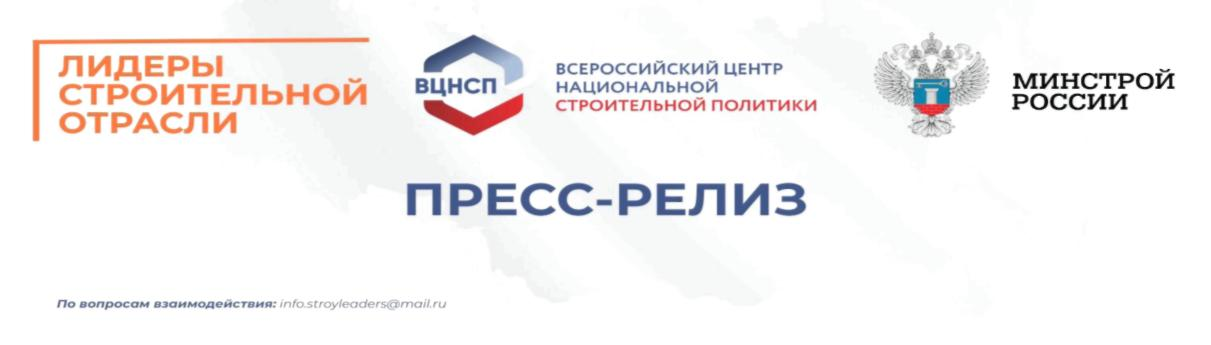 ЛИДЕРЫ
СТРОИТЕЛЬНОЙ
ОТРАСЛИ
ВЦНСП
ВСЕРОССИЙСКИЙ ЦЕНТР
НАЦИОНАЛЬНОЙ
СТРОИТЕЛЬНОЙ ПОЛИТИКИ
МИНСТРОЙ
РОССИИ
ПРЕСС-РЕЛИЗ
По вопросам взаимодействия: info.stroyleaders@mail.ru